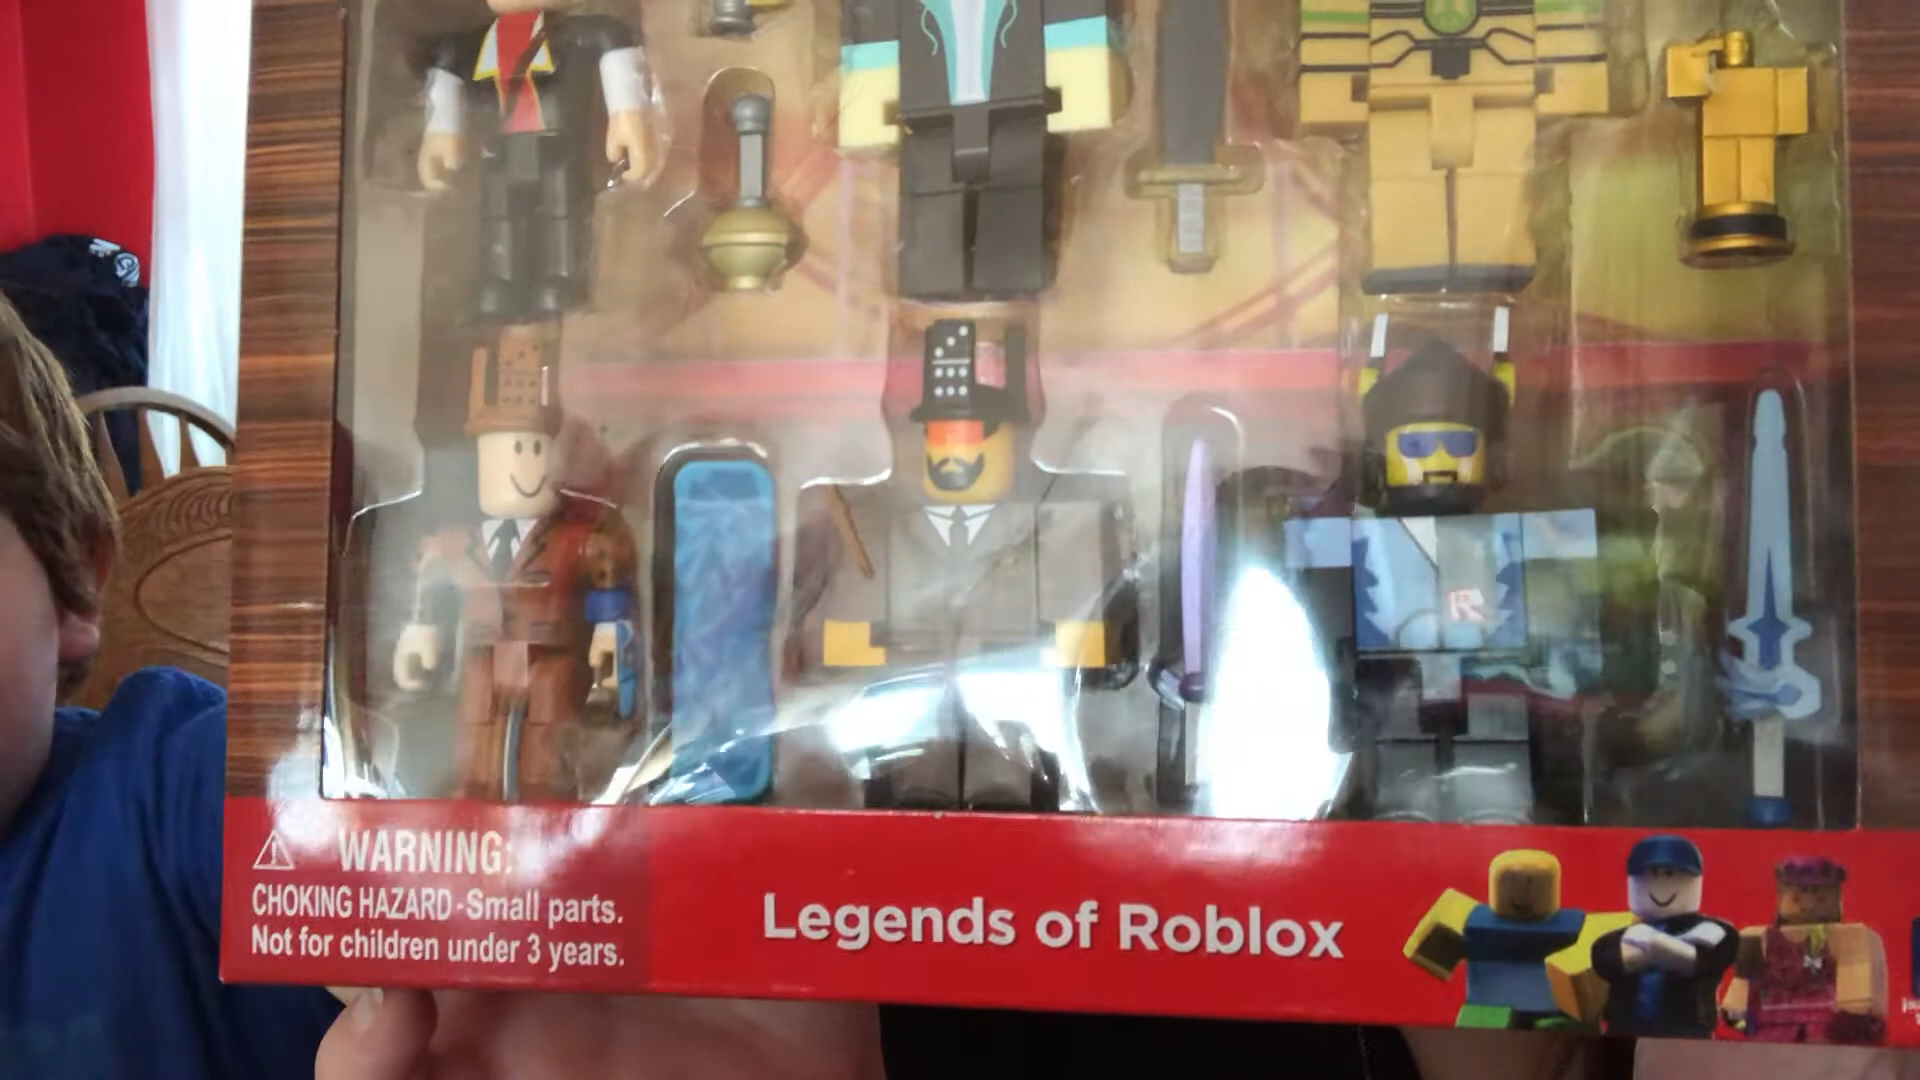 WARNING:
CHOKING HAZARD-Small parts.
Not for children under 3 years.
Legends of Roblox
R